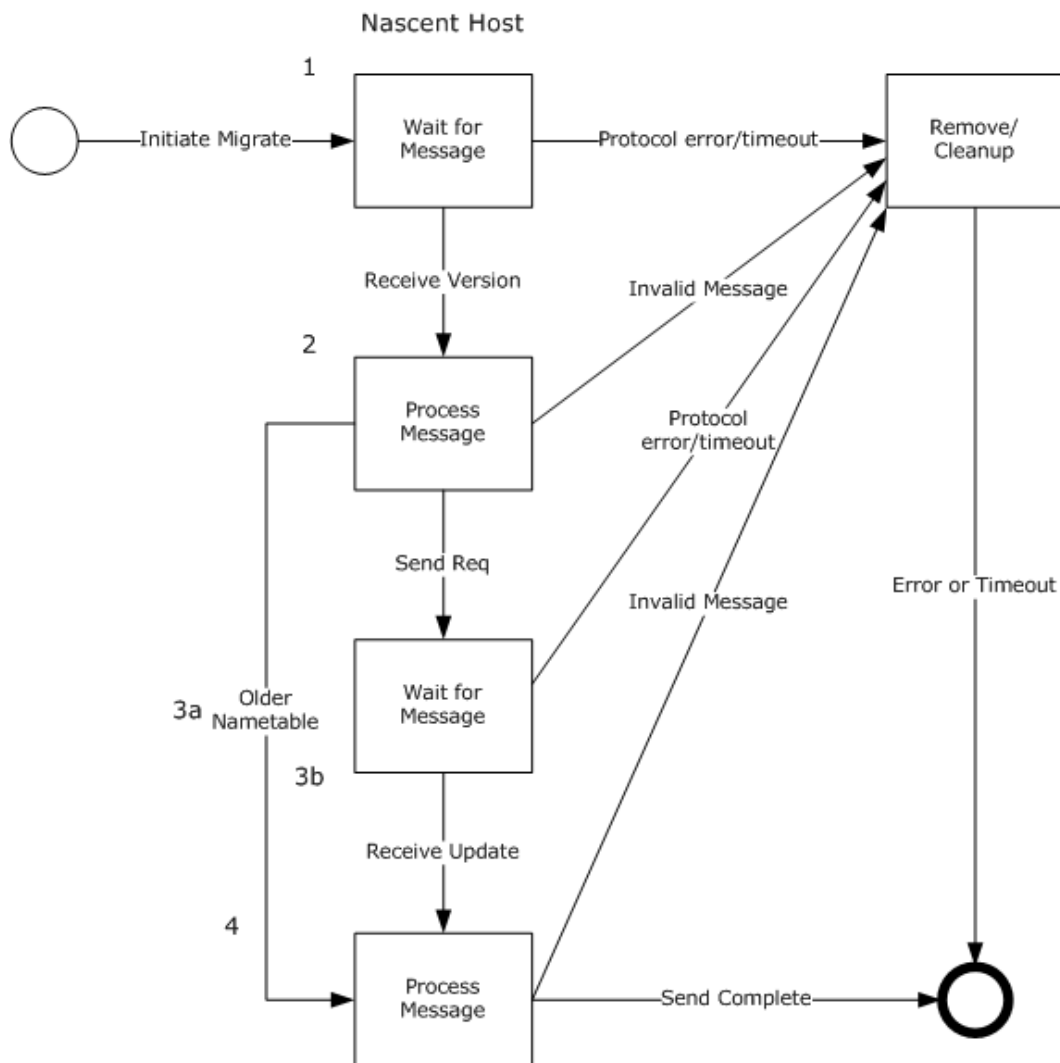 Nascent Host
1
Initiate Migrate
Wait for
Message
Protocol error/timeout
Remove/
Cleanup
Receive Version
Invalid Message
2
Process
Message
Protocol
error/timeout
Send Req
Invalid Message
Error or Timeout
3a
Older
Nametable
Wait for
Message
3b
Receive Update
4
Process
Message
Send Complete